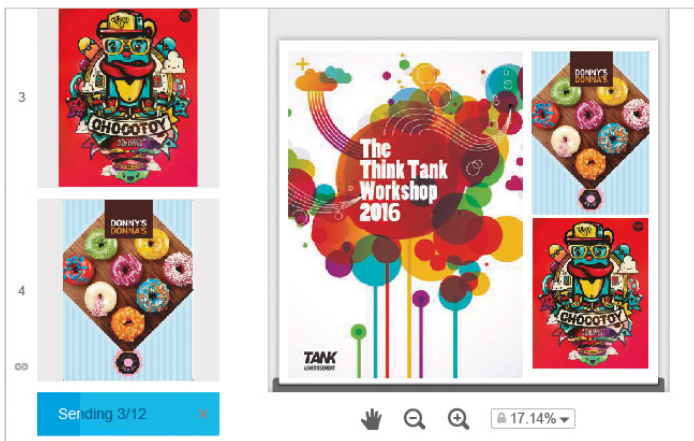 3
CHOCOTOY
4
DONNY'S
DONNA'S
Sending 3/12
The
Think Tank
Workshop
2016
TANK
ADVERTISEMENT
DONNY'S
DONNA'S
CHOCOTOY
17.14%